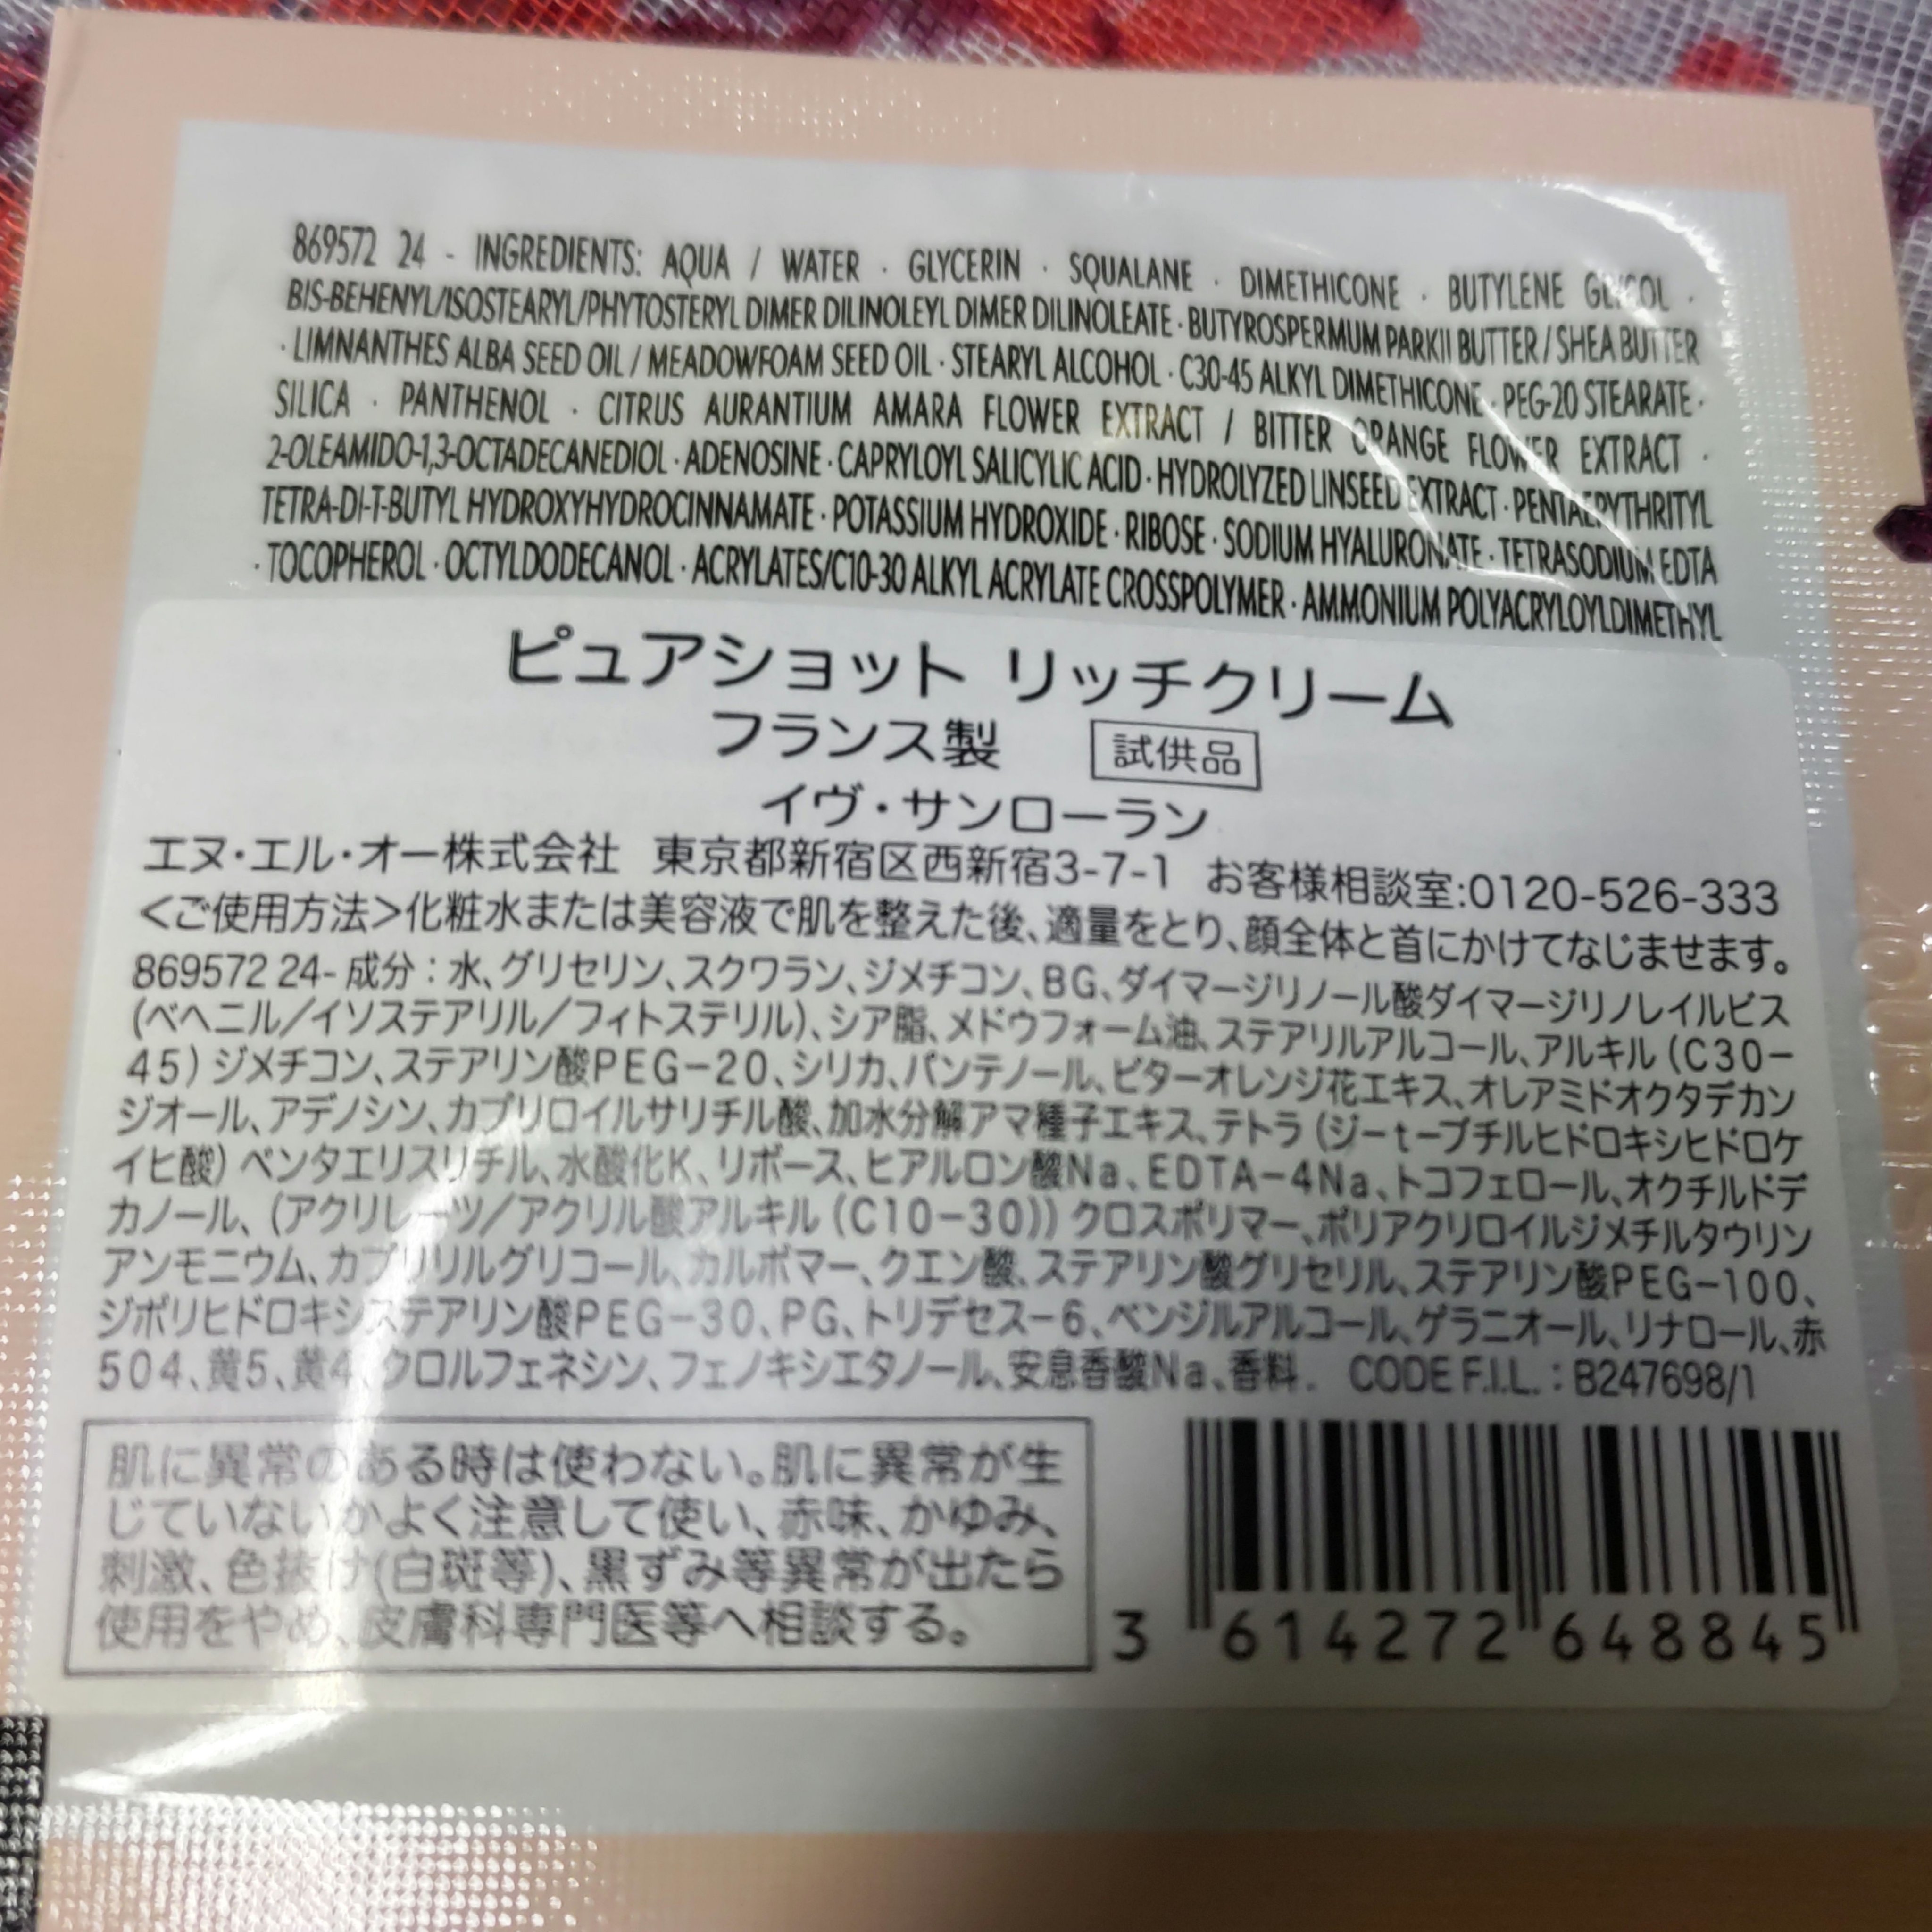 869572 24 - INGREDIENTS: AQUA / WATER · GLYCERIN · SQUALANE · DIMETHICONE · BUTYLENE GLYCOL ·
BIS-BEHENYL/ISOSTEARYL/PHYTOSTERYL DIMER DILINOLEYL DIMER DILINOLEATE · BUTYROSPERMUM PARKII BUTTER / SHEA BUTTER
· LIMNANTHES ALBA SEED OIL / MEADOWFOAM SEED OIL · STEARYL ALCOHOL · C30-45 ALKYL DIMETHICONE · PEG-20 STEARATE ·
SILICA · PANTHENOL · CITRUS AURANTIUM AMARA FLOWER EXTRACT / BITTER ORANGE FLOWER EXTRACT ·
2-OLEAMIDO-1,3-OCTADECANEDIOL · ADENOSINE · CAPRYLOYL SALICYLIC ACID · HYDROLYZED LINSEED EXTRACT · PENTAERYTHRITYL
TETRA-DI-T-BUTYL HYDROXYHYDROCINNAMATE · POTASSIUM HYDROXIDE · RIBOSE · SODIUM HYALURONATE · TETRASODIUM EDTA
· TOCOPHEROL · OCTYLDODECANOL · ACRYLATES/C10-30 ALKYL ACRYLATE CROSSPOLYMER · AMMONIUM POLYACRYLOYLDIMETHYL
ピュアショット リッチクリーム
フランス製 試供品
イヴ・サンローラン
エヌ・エル・オー株式会社 東京都新宿区西新宿3-7-1 お客様相談室:0120-526-333
<ご使用方法>化粧水または美容液で肌を整えた後、適量をとり、顔全体と首にかけてなじませます。
869572 24- 成分：水、グリセリン、スクワラン、ジメチコン、BG、ダイマージリノール酸ダイマージリノレイルビス
(ベヘニル／イソステアリル／フィトステリル)、シア脂、メドウフォーム油、ステアリルアルコール、アルキル (C30－
45) ジメチコン、ステアリン酸PEG－20、シリカ、パンテノール、ビターオレンジ花エキス、オレアミドオクタデカン
ジオール、アデノシン、カプリロイルサリチル酸、加水分解アマ種子エキス、テトラ (ジーt－ブチルヒドロキシヒドロケ
イヒ酸) ペンタエリスリチル、水酸化K、リボース、ヒアルロン酸Na、EDTA－4Na、トコフェロール、オクチルドデ
カノール、(アクリレーツ／アクリル酸アルキル (C10－30)) クロスポリマー、ポリアクリロイルジメチルタウリン
アンモニウム、カプリリルグリコール、カルボマー、クエン酸、ステアリン酸グリセリル、ステアリン酸PEG－100、
ジポリヒドロキシステアリン酸PEG－30、PG、トリデセス－6、ベンジルアルコール、ゲラニオール、リナロール、赤
504、黄5、黄4、クロルフェネシン、フェノキシエタノール、安息香酸Na、香料. CODE F.I.L. : B247698/1
肌に異常のある時は使わない。肌に異常が生
じていないかよく注意して使い、赤味、かゆみ、
刺激、色抜け(白斑等)、黒ずみ等異常が出たら
使用をやめ、皮膚科専門医等へ相談する。
3 614272 648845